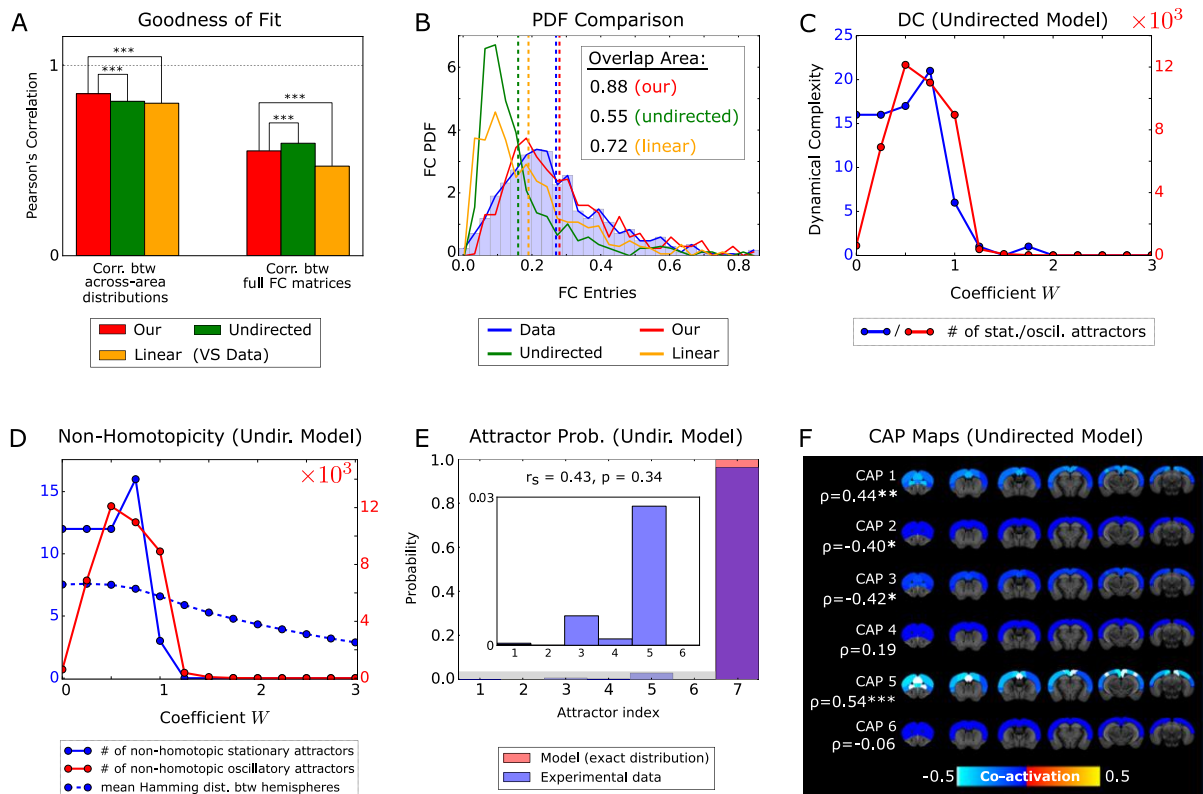 A
Goodness of Fit
Pearson's Correlation
1
0
***
***
***
***
Corr. btw
across-area
distributions
Corr. btw
full FC matrices
Our
Undirected
Linear (VS Data)
B
PDF Comparison
FC PDF
6
4
2
0
Overlap Area:
0.88 (our)
0.55 (undirected)
0.72 (linear)
0.0 0.2 0.4 0.6 0.8
FC Entries
Data
Our
Undirected
Linear
C
DC (Undirected Model)
×10³
Dynamical Complexity
25
20
15
10
5
0
12
9
6
3
0
0 1 2 3
Coefficient W
/ # of stat./oscil. attractors
D
Non-Homotopicity (Undir. Model)
×10³
15
10
5
0
12
8
4
0
0 1 2 3
Coefficient W
# of non-homotopic stationary attractors
# of non-homotopic oscillatory attractors
mean Hamming dist. btw hemispheres
E
Attractor Prob. (Undir. Model)
Probability
1.0
0.8
0.6
0.4
0.2
0.0
rs = 0.43, p = 0.34
0.03
0
1 2 3 4 5 6
1 2 3 4 5 6 7
Attractor index
Model (exact distribution)
Experimental data
F
CAP Maps (Undirected Model)
CAP 1
ρ=0.44**
CAP 2
ρ=-0.40*
CAP 3
ρ=-0.42*
CAP 4
ρ=0.19
CAP 5
ρ=0.54***
CAP 6
ρ=-0.06
-0.5 Co-activation 0.5